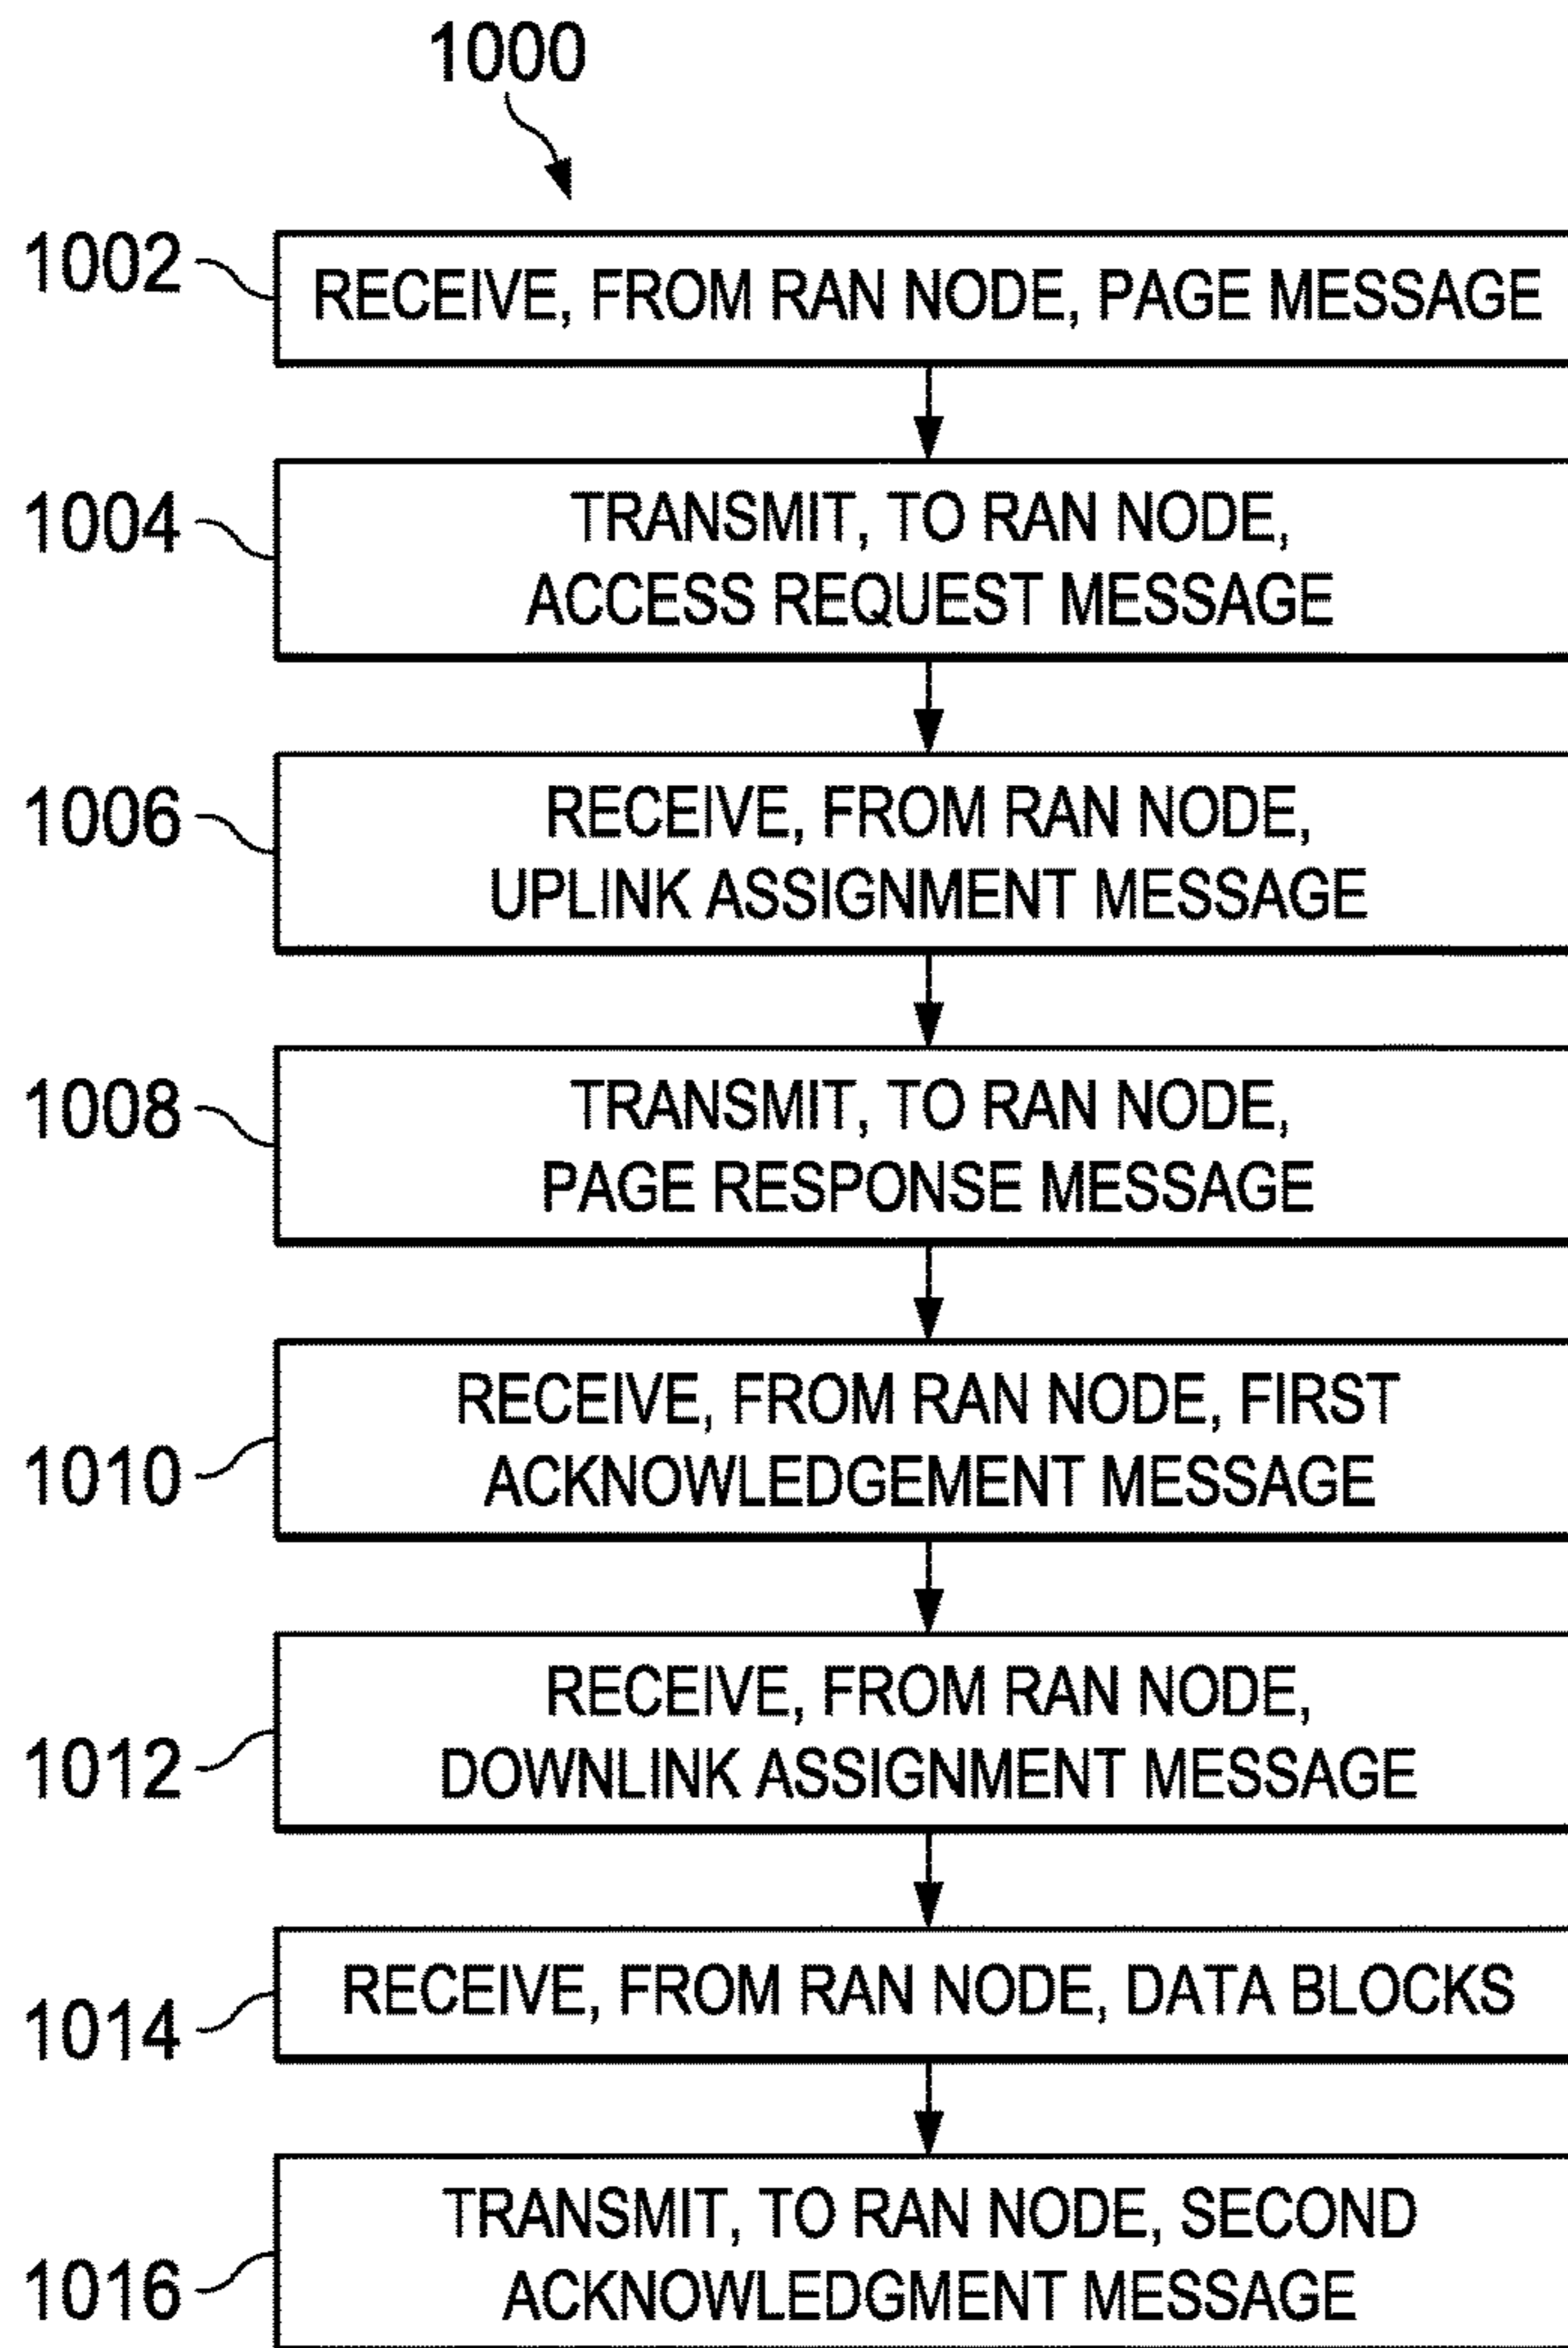 1000
1002
RECEIVE, FROM RAN NODE, PAGE MESSAGE
1004
TRANSMIT, TO RAN NODE,
ACCESS REQUEST MESSAGE
1006
RECEIVE, FROM RAN NODE,
UPLINK ASSIGNMENT MESSAGE
1008
TRANSMIT, TO RAN NODE,
PAGE RESPONSE MESSAGE
1010
RECEIVE, FROM RAN NODE, FIRST
ACKNOWLEDGEMENT MESSAGE
1012
RECEIVE, FROM RAN NODE,
DOWNLINK ASSIGNMENT MESSAGE
1014
RECEIVE, FROM RAN NODE, DATA BLOCKS
1016
TRANSMIT, TO RAN NODE, SECOND
ACKNOWLEDGMENT MESSAGE